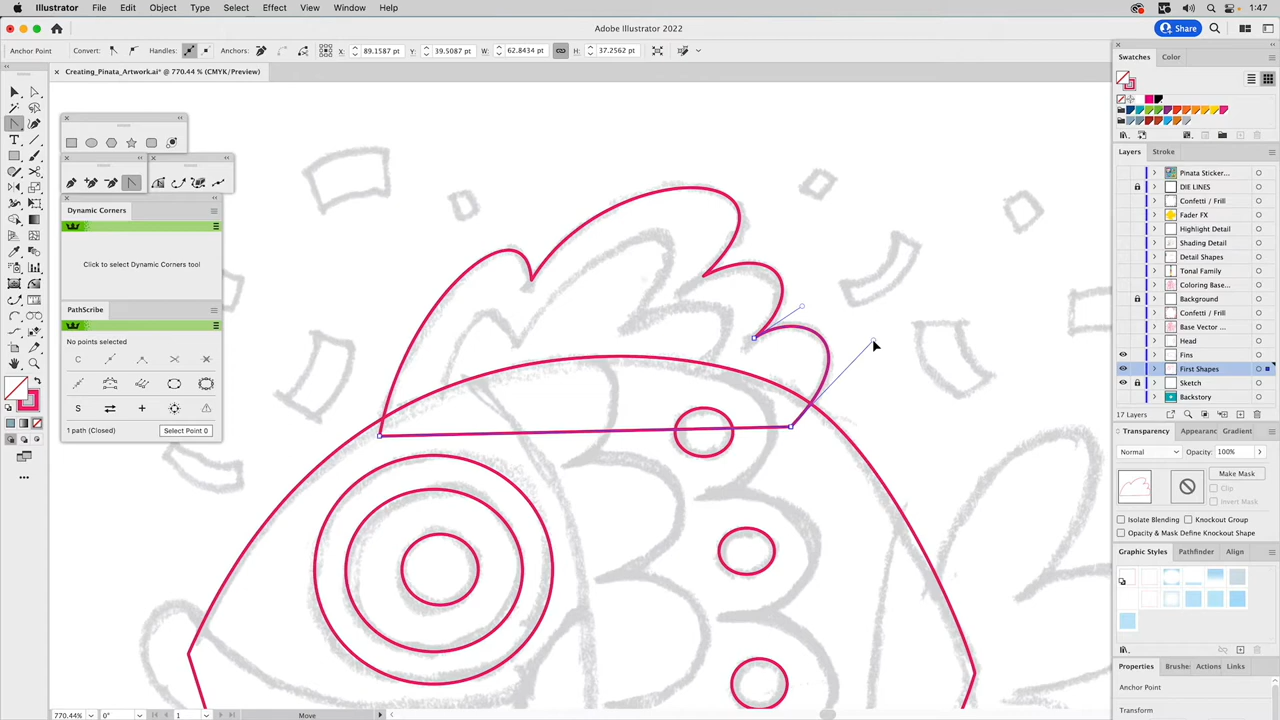 Illustrator File Edit Object Type Select Effect View Window Help 1:47
Adobe Illustrator 2022 Share
Anchor Point Convert: Handles: Anchors: X: 89.1587 pt Y: 39.5087 pt W: 62.8434 pt H: 37.2562 pt
Creating_Pinata_Artwork.ai* @ 770.44 % (CMYK/Preview)
Swatches Color
Dynamic Corners
Click to select Dynamic Corners tool
PathScribe
No points selected
1 path (Closed) Select Point 0
Layers Stroke
Pinata Sticker...
DIE LINES
Confetti / Frill
Fader FX
Highlight Detail
Shading Detail
Detail Shapes
Tonal Family
Coloring Base...
Background
Confetti / Frill
Base Vector ...
Head
Fins
First Shapes
Sketch
Backstory
17 Layers
Transparency Appearanc Gradient
Normal Opacity: 100%
Make Mask
Clip
Invert Mask
Isolate Blending Knockout Group
Opacity & Mask Define Knockout Shape
Graphic Styles Pathfinder Align
Properties Brushe: Actions Links
Anchor Point
Transform
770.44% 0° 1 Move